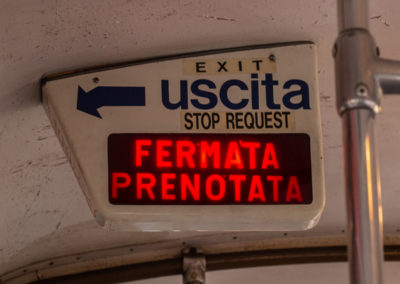 EXIT
uscita
STOP REQUEST
FERMATA
PRENOTATA